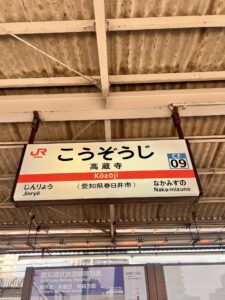 JR
こうぞうじ
CF
09
高蔵寺
Kōzōji
(愛知県春日井市)
じんりょう
Jinryō
なかみずの
Naka-mizuno